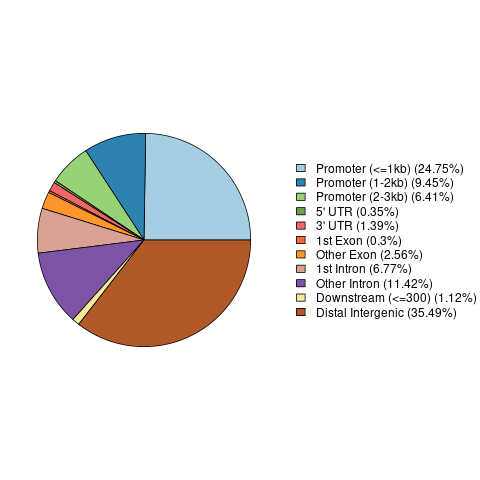 Promoter (<=1kb) (24.75%)
Promoter (1-2kb) (9.45%)
Promoter (2-3kb) (6.41%)
5' UTR (0.35%)
3' UTR (1.39%)
1st Exon (0.3%)
Other Exon (2.56%)
1st Intron (6.77%)
Other Intron (11.42%)
Downstream (<=300) (1.12%)
Distal Intergenic (35.49%)